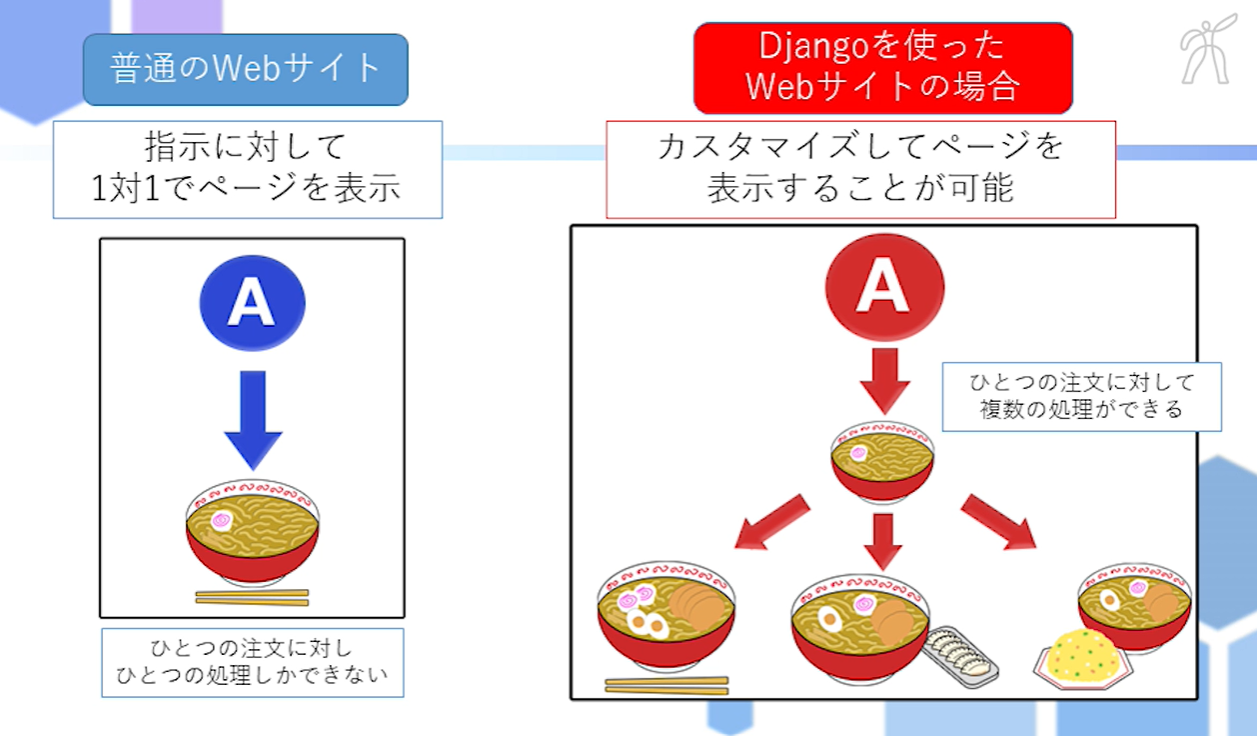 普通のWebサイト
指示に対して
1対1でページを表示
A
ひとつの注文に対し
ひとつの処理しかできない
Djangoを使った
Webサイトの場合
カスタマイズしてページを
表示することが可能
A
ひとつの注文に対して
複数の処理ができる